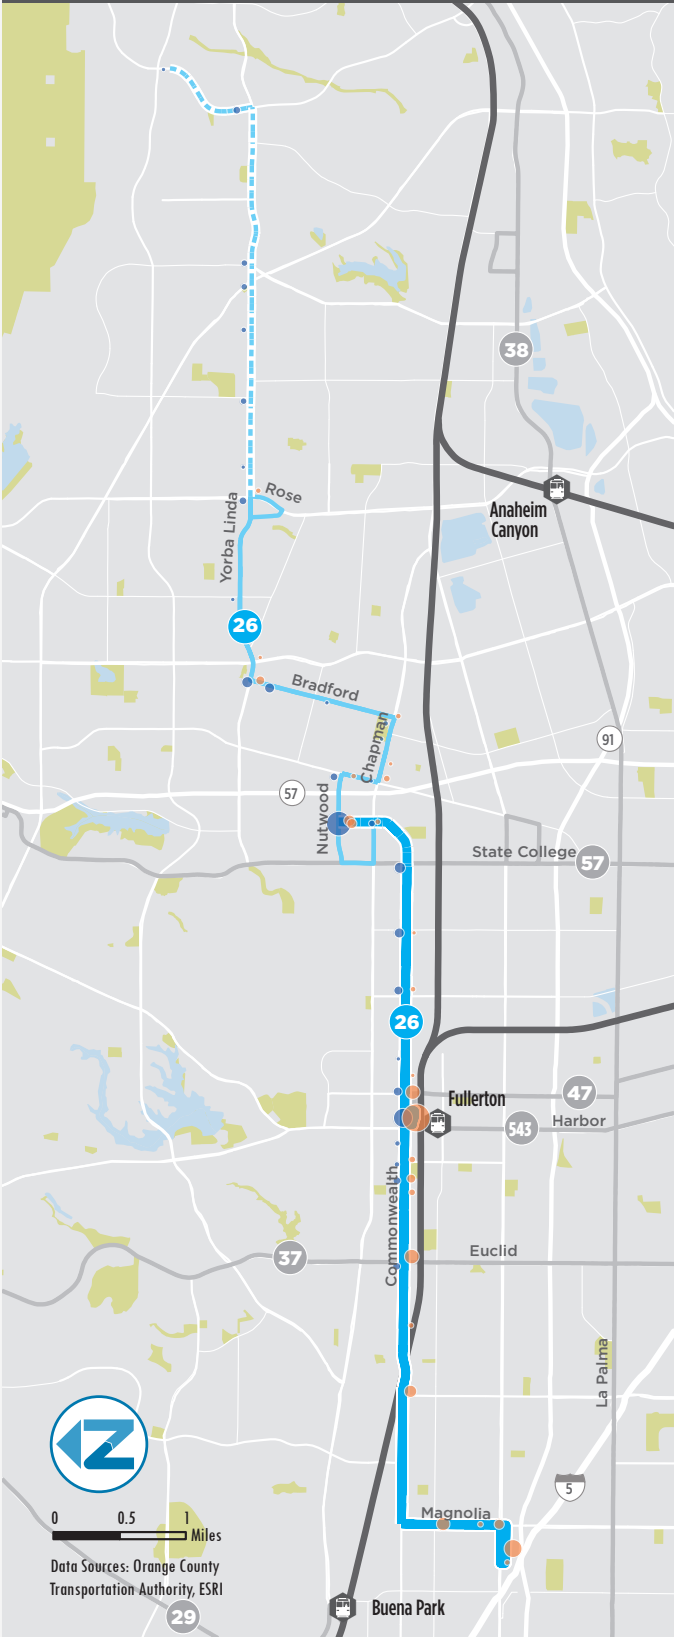 38
Anaheim
Canyon
Rose
Yorba Linda
26
Bradford
Chapman
91
57
Nutwood
State College
57
26
Fullerton
47
543
Harbor
Commonwealth
37
Euclid
La Palma
Z
5
Magnolia
0 0.5 1
Miles
Data Sources: Orange County
Transportation Authority, ESRI
29
Buena Park